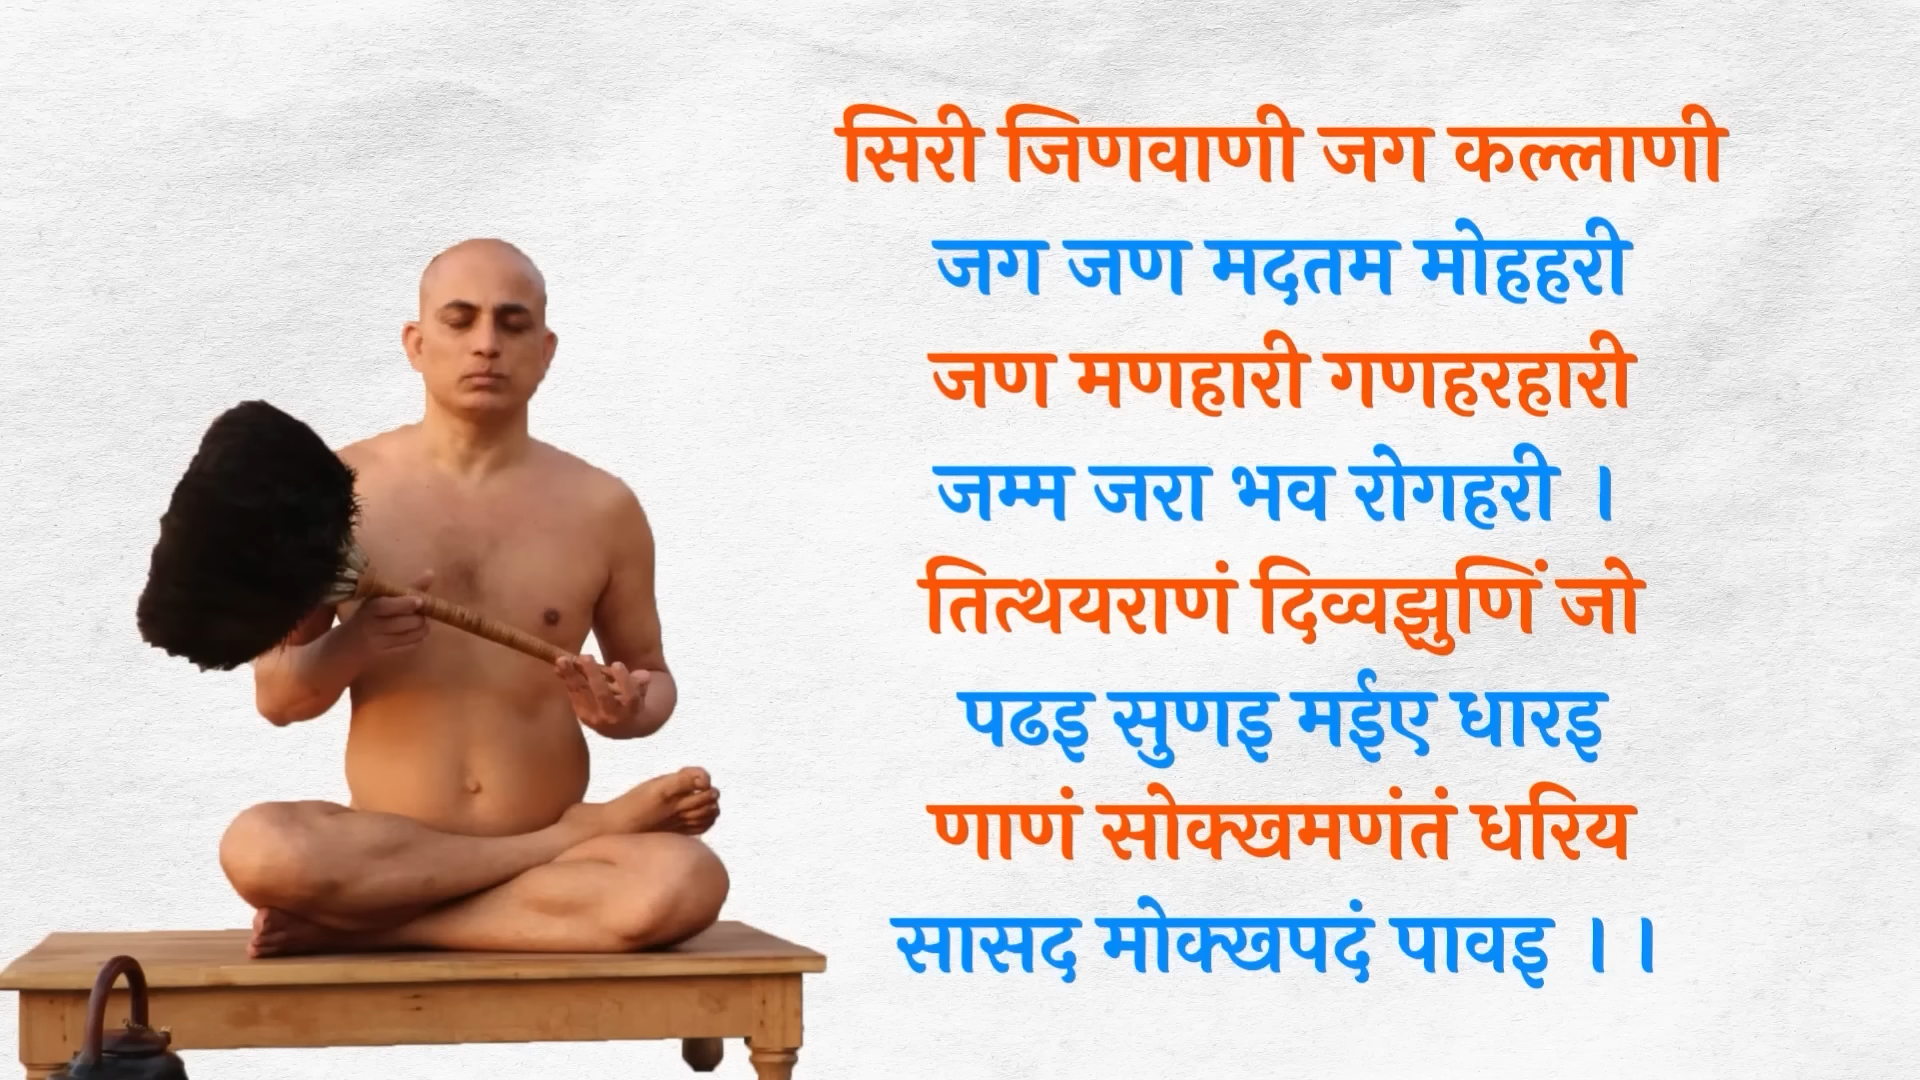 सिरी जिणवाणी जग कल्लाणी
जग जण मदतम मोहहरी
जण मणहारी गणहरहारी
जम्म जरा भव रोगहरी ।
तित्थयराणं दिव्वझुणिं जो
पढइ सुणइ मईए धारइ
णाणं सोक्खमणंतं धरिय
सासद मोक्खपदं पावइ ।।